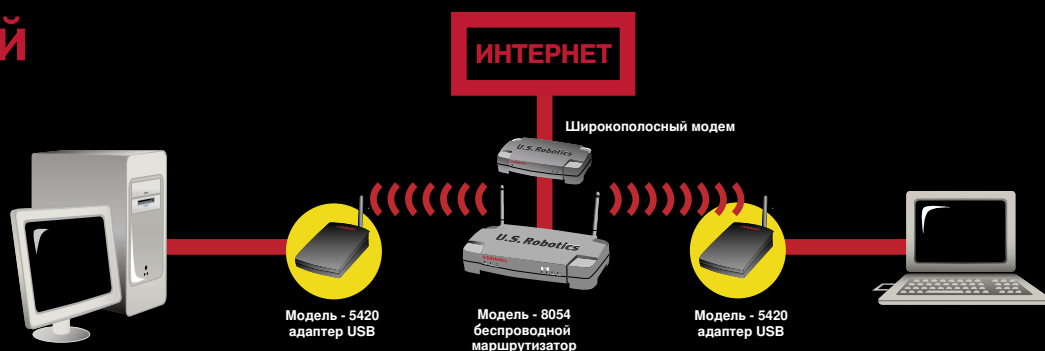 й
ИНТЕРНЕТ
Широкополосный модем
U.S. Robotics
U.S. Robotics
Модель - 5420
адаптер USB
Модель - 8054
беспроводной
маршрутизатор
Модель - 5420
адаптер USB